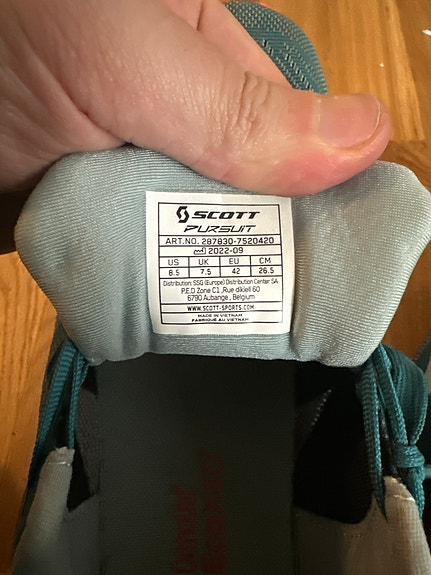 SCOTT
PURSUIT
ART.NO. 287830-7520420
2022-09
US UK EU CM
8.5 7.5 42 26.5
Distribution: SSG (Europe) Distribution Center SA
P.E.D Zone C1 ,Rue dikiell 60
6790 Aubange , Belgium
WWW.SCOTT-SPORTS.COM
MADE IN VIETNAM
FABRIQUÉ AU VIETNAM